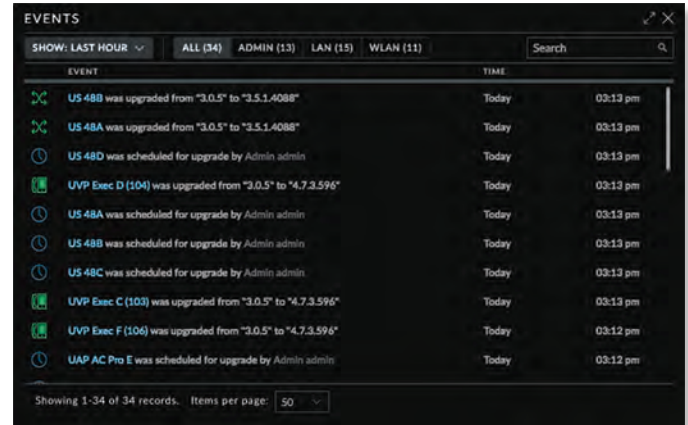 EVENTS
SHOW: LAST HOUR ALL (34) ADMIN (13) LAN (15) WLAN (11) Search
EVENT TIME
US 48B was upgraded from "3.0.5" to "3.5.1.4088" Today 03:13 pm
US 48A was upgraded from "3.0.5" to "3.5.1.4088" Today 03:13 pm
US 48D was scheduled for upgrade by Admin admin Today 03:13 pm
UVP Exec D (104) was upgraded from "3.0.5" to "4.7.3.596" Today 03:13 pm
US 48A was scheduled for upgrade by Admin admin Today 03:13 pm
US 48B was scheduled for upgrade by Admin admin Today 03:13 pm
US 48C was scheduled for upgrade by Admin admin Today 03:13 pm
UVP Exec C (103) was upgraded from "3.0.5" to "4.7.3.596" Today 03:13 pm
UVP Exec F (106) was upgraded from "3.0.5" to "4.7.3.596" Today 03:12 pm
UAP AC Pro E was scheduled for upgrade by Admin admin Today 03:12 pm
Showing 1-34 of 34 records. Items per page: 50